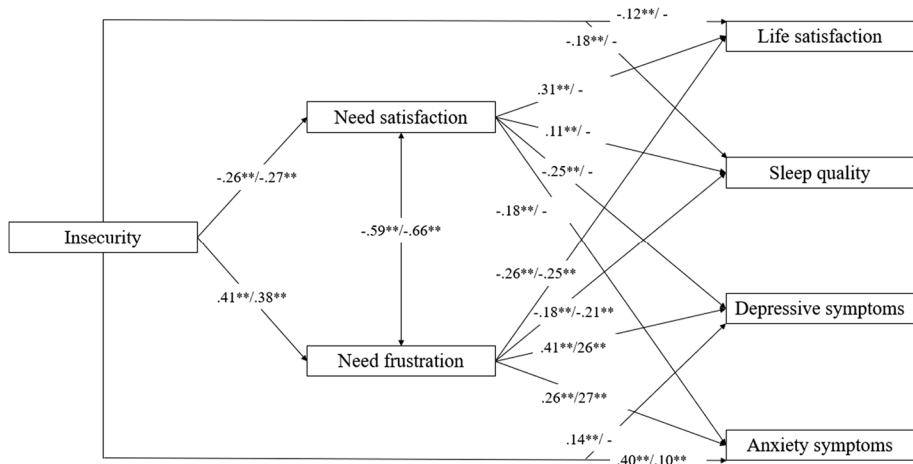 -.12**/ -
Life satisfaction
-.18**/ -
.31**/ -
Need satisfaction
.11**/ -
Sleep quality
-.25**/ -
-.26**/-.27**
-.18**/ -
-.59**/-.66**
Insecurity
-.26**/-.25**
.41**/.38**
-.18**/-.21**
Depressive symptoms
.41**/26**
Need frustration
.26**/27**
.14**/ -
Anxiety symptoms
.40**/.10**